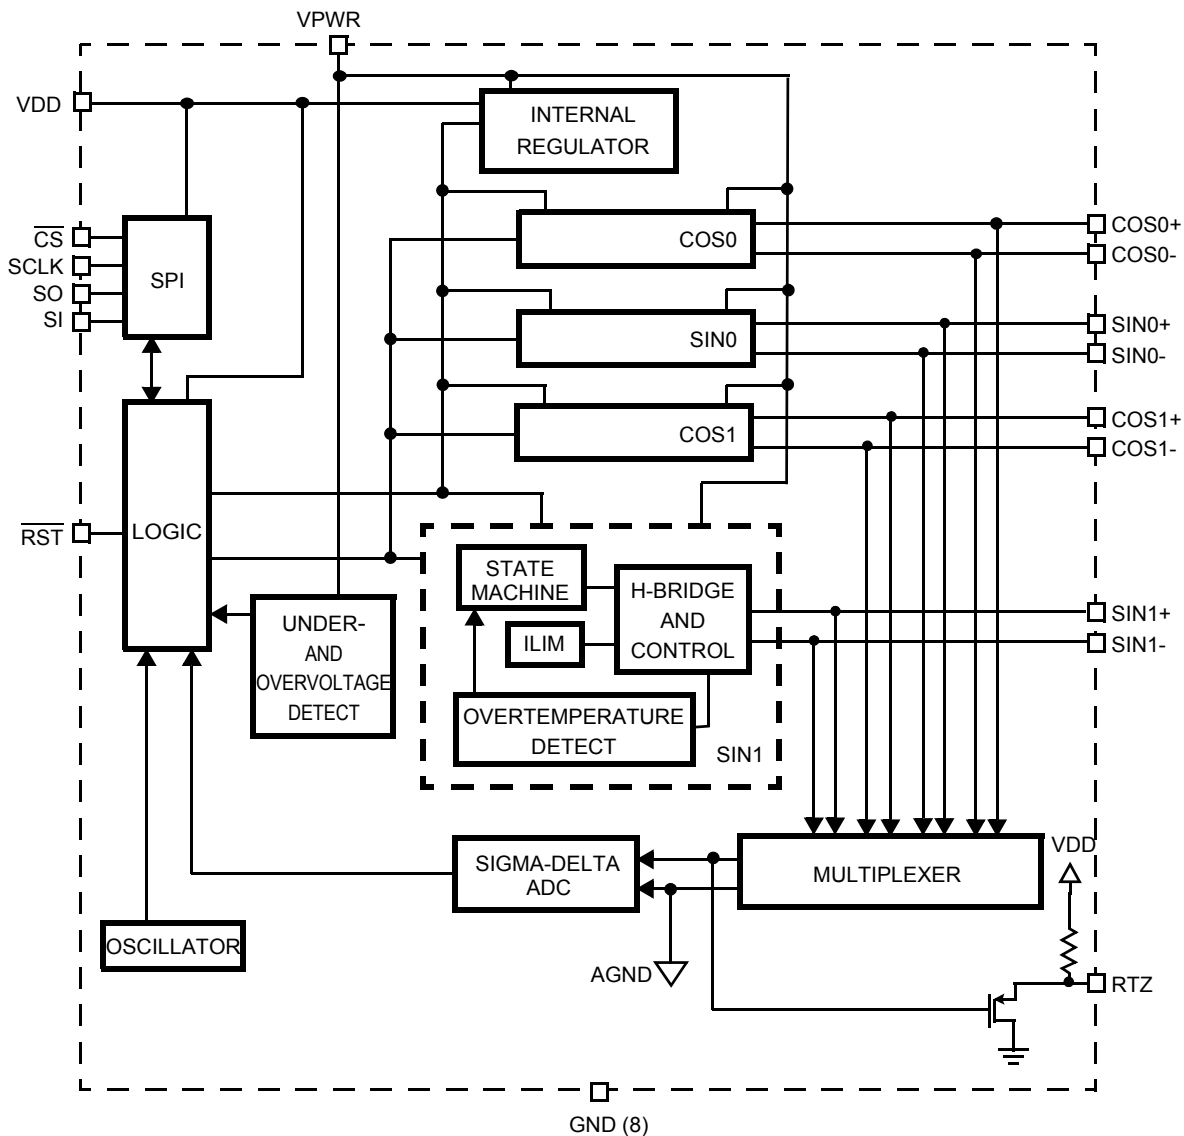 VPWR
VDD
INTERNAL
REGULATOR
CS
SCLK
SO
SI
SPI
COS0
COS0+
COS0-
SIN0
SIN0+
SIN0-
COS1
COS1+
COS1-
RST
LOGIC
STATE
MACHINE
H-BRIDGE
AND
CONTROL
ILIM
SIN1+
SIN1-
UNDER-
AND
OVERVOLTAGE
DETECT
OVERTEMPERATURE
DETECT
SIN1
SIGMA-DELTA
ADC
MULTIPLEXER
VDD
OSCILLATOR
AGND
RTZ
GND (8)